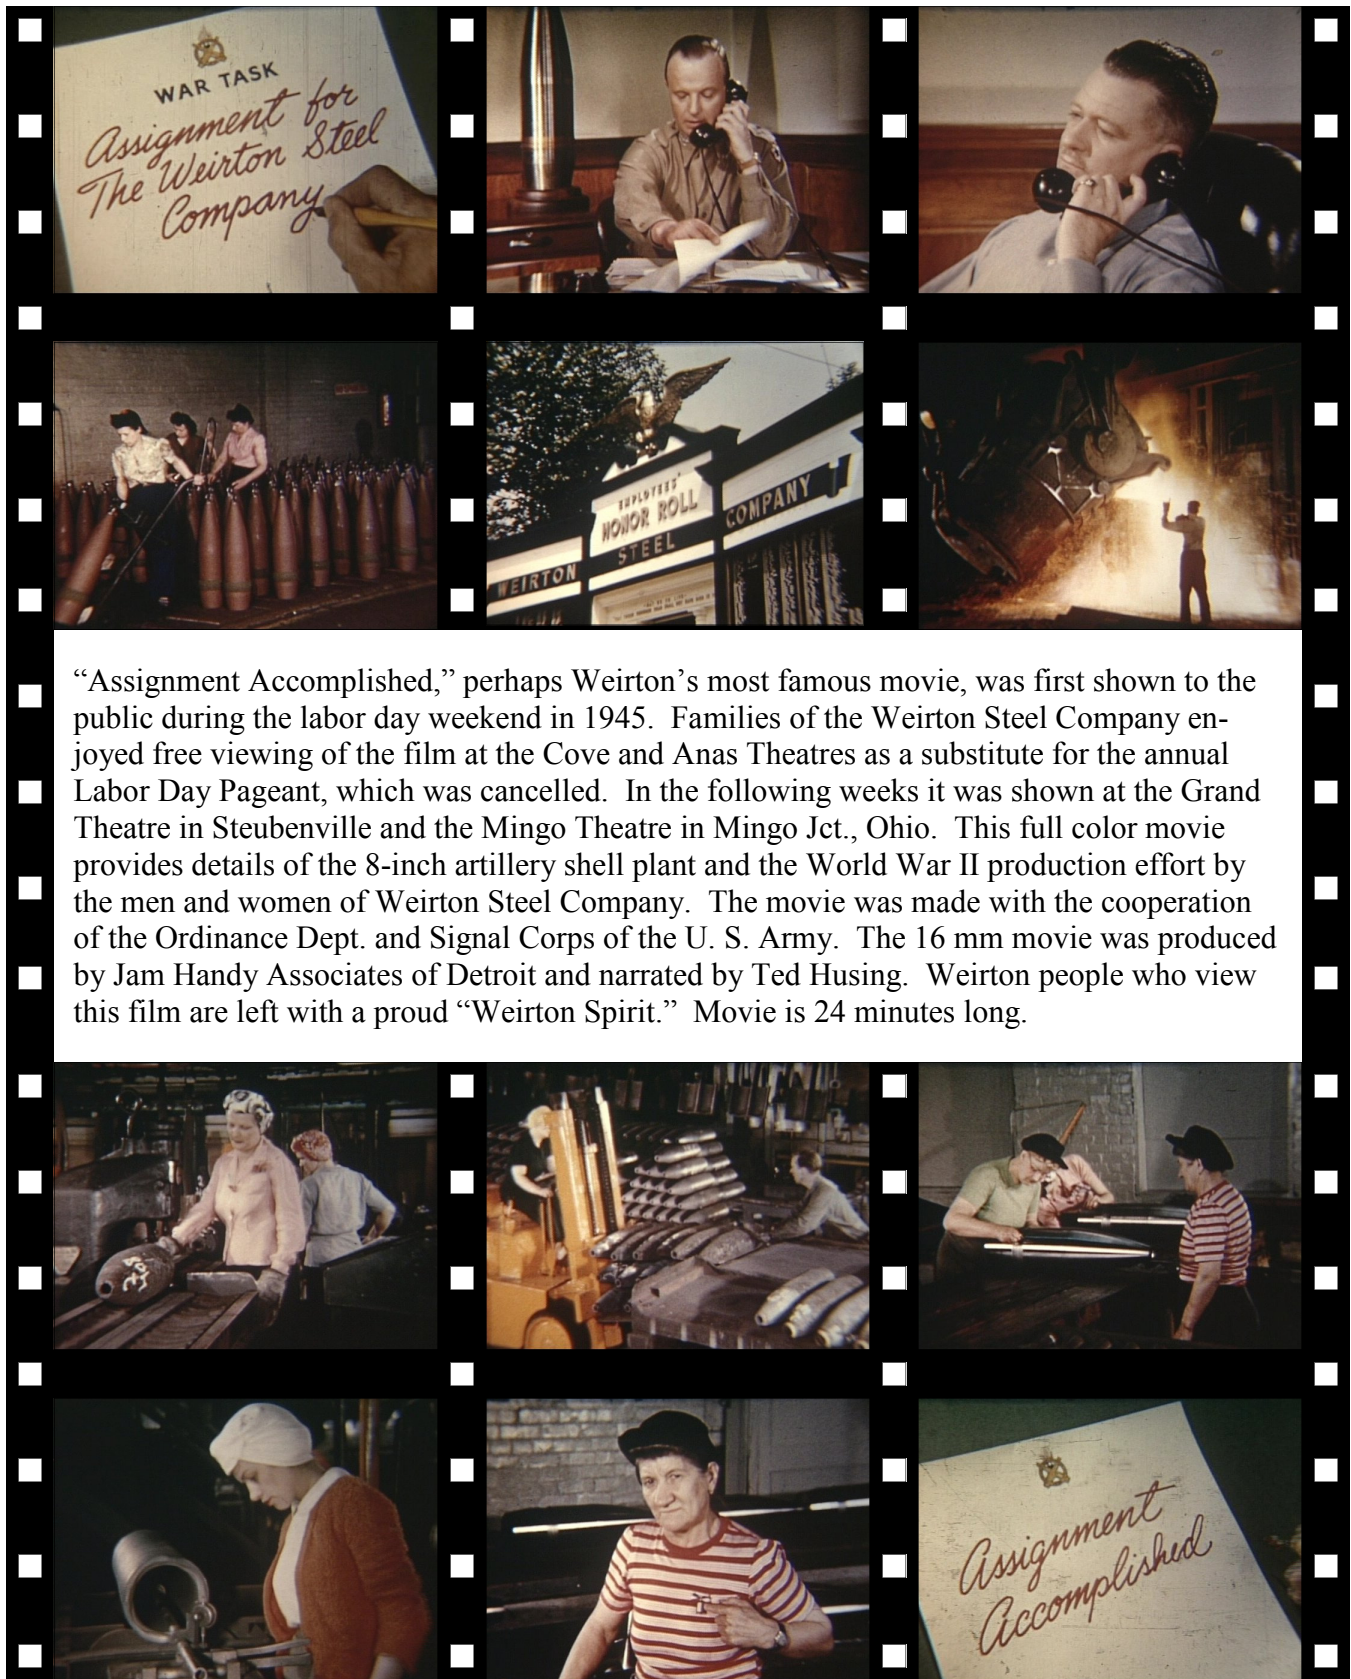 WAR TASK
Assignment for
The Weirton Steel
Company
EMPLOYEES'
HONOR ROLL
WEIRTON
STEEL
COMPANY
“Assignment Accomplished,” perhaps Weirton’s most famous movie, was first shown to the
public during the labor day weekend in 1945.  Families of the Weirton Steel Company en-
joyed free viewing of the film at the Cove and Anas Theatres as a substitute for the annual
Labor Day Pageant, which was cancelled.  In the following weeks it was shown at the Grand
Theatre in Steubenville and the Mingo Theatre in Mingo Jct., Ohio.  This full color movie
provides details of the 8-inch artillery shell plant and the World War II production effort by
the men and women of Weirton Steel Company.  The movie was made with the cooperation
of the Ordinance Dept. and Signal Corps of the U. S. Army.  The 16 mm movie was produced
by Jam Handy Associates of Detroit and narrated by Ted Husing.  Weirton people who view
this film are left with a proud “Weirton Spirit.”  Movie is 24 minutes long.
Assignment
Accomplished